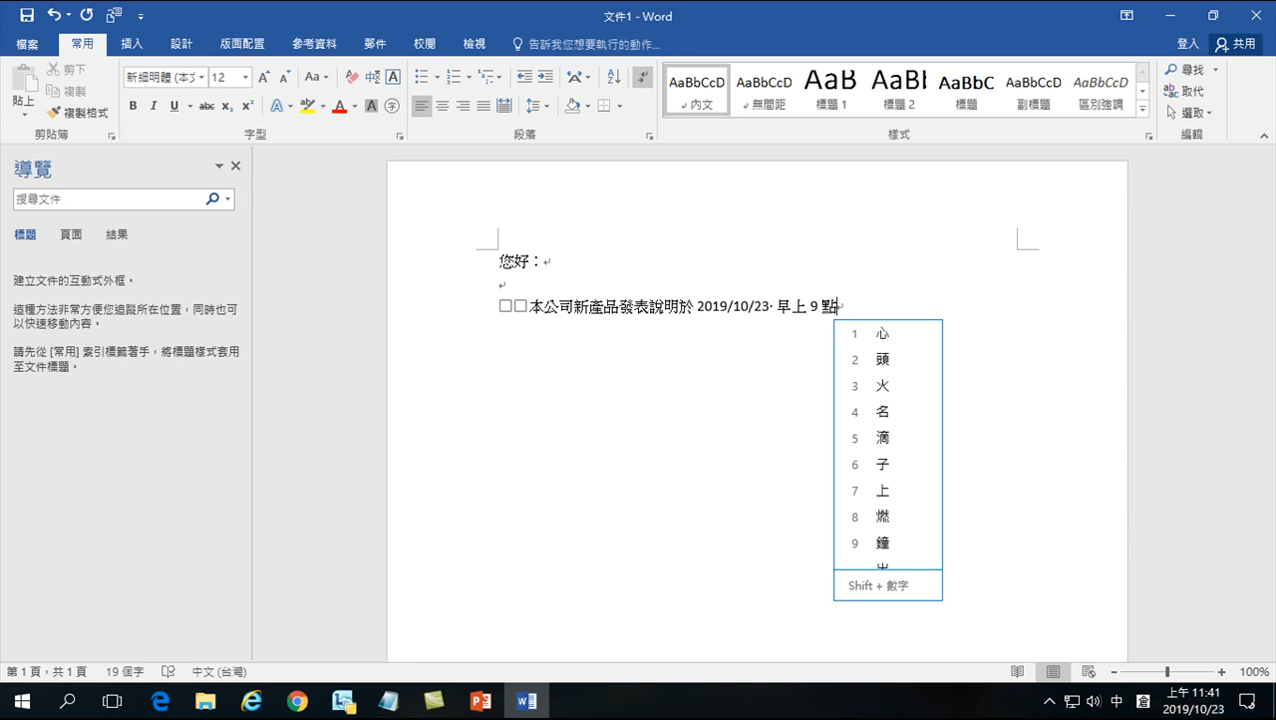 文件1 - Word
檔案 常用 插入 設計 版面配置 參考資料 郵件 校閱 檢視 告訴我您想要執行的動作... 登入 共用
貼上 剪下 複製 複製格式
剪貼簿
新細明體 (本文 12 A A Aa A
B I U abc x₂ x² A ab A A 字
字型
段落
AaBbCcD AaBbCcD AaB AaBl AaBbC AaBbCcD AaBbCcD
內文 無間距 標題 1 標題 2 標題 副標題 區別強調
樣式
尋找
取代
選取
編輯
導覽
搜尋文件
標題 頁面 結果
建立文件的互動式外框。
這種方法非常方便您追蹤所在位置，同時也可
以快速移動內容。
請先從 [常用] 索引標籤著手，將標題樣式套用
至文件標題。
您好：
□□本公司新產品發表說明於 2019/10/23· 早上 9 點
1 心
2 頭
3 火
4 名
5 滴
6 子
7 上
8 燃
9 鐘
Shift + 數字
第 1 頁，共 1 頁 19 個字 中文 (台灣) 100%
中 倉 上午 11:41
2019/10/23